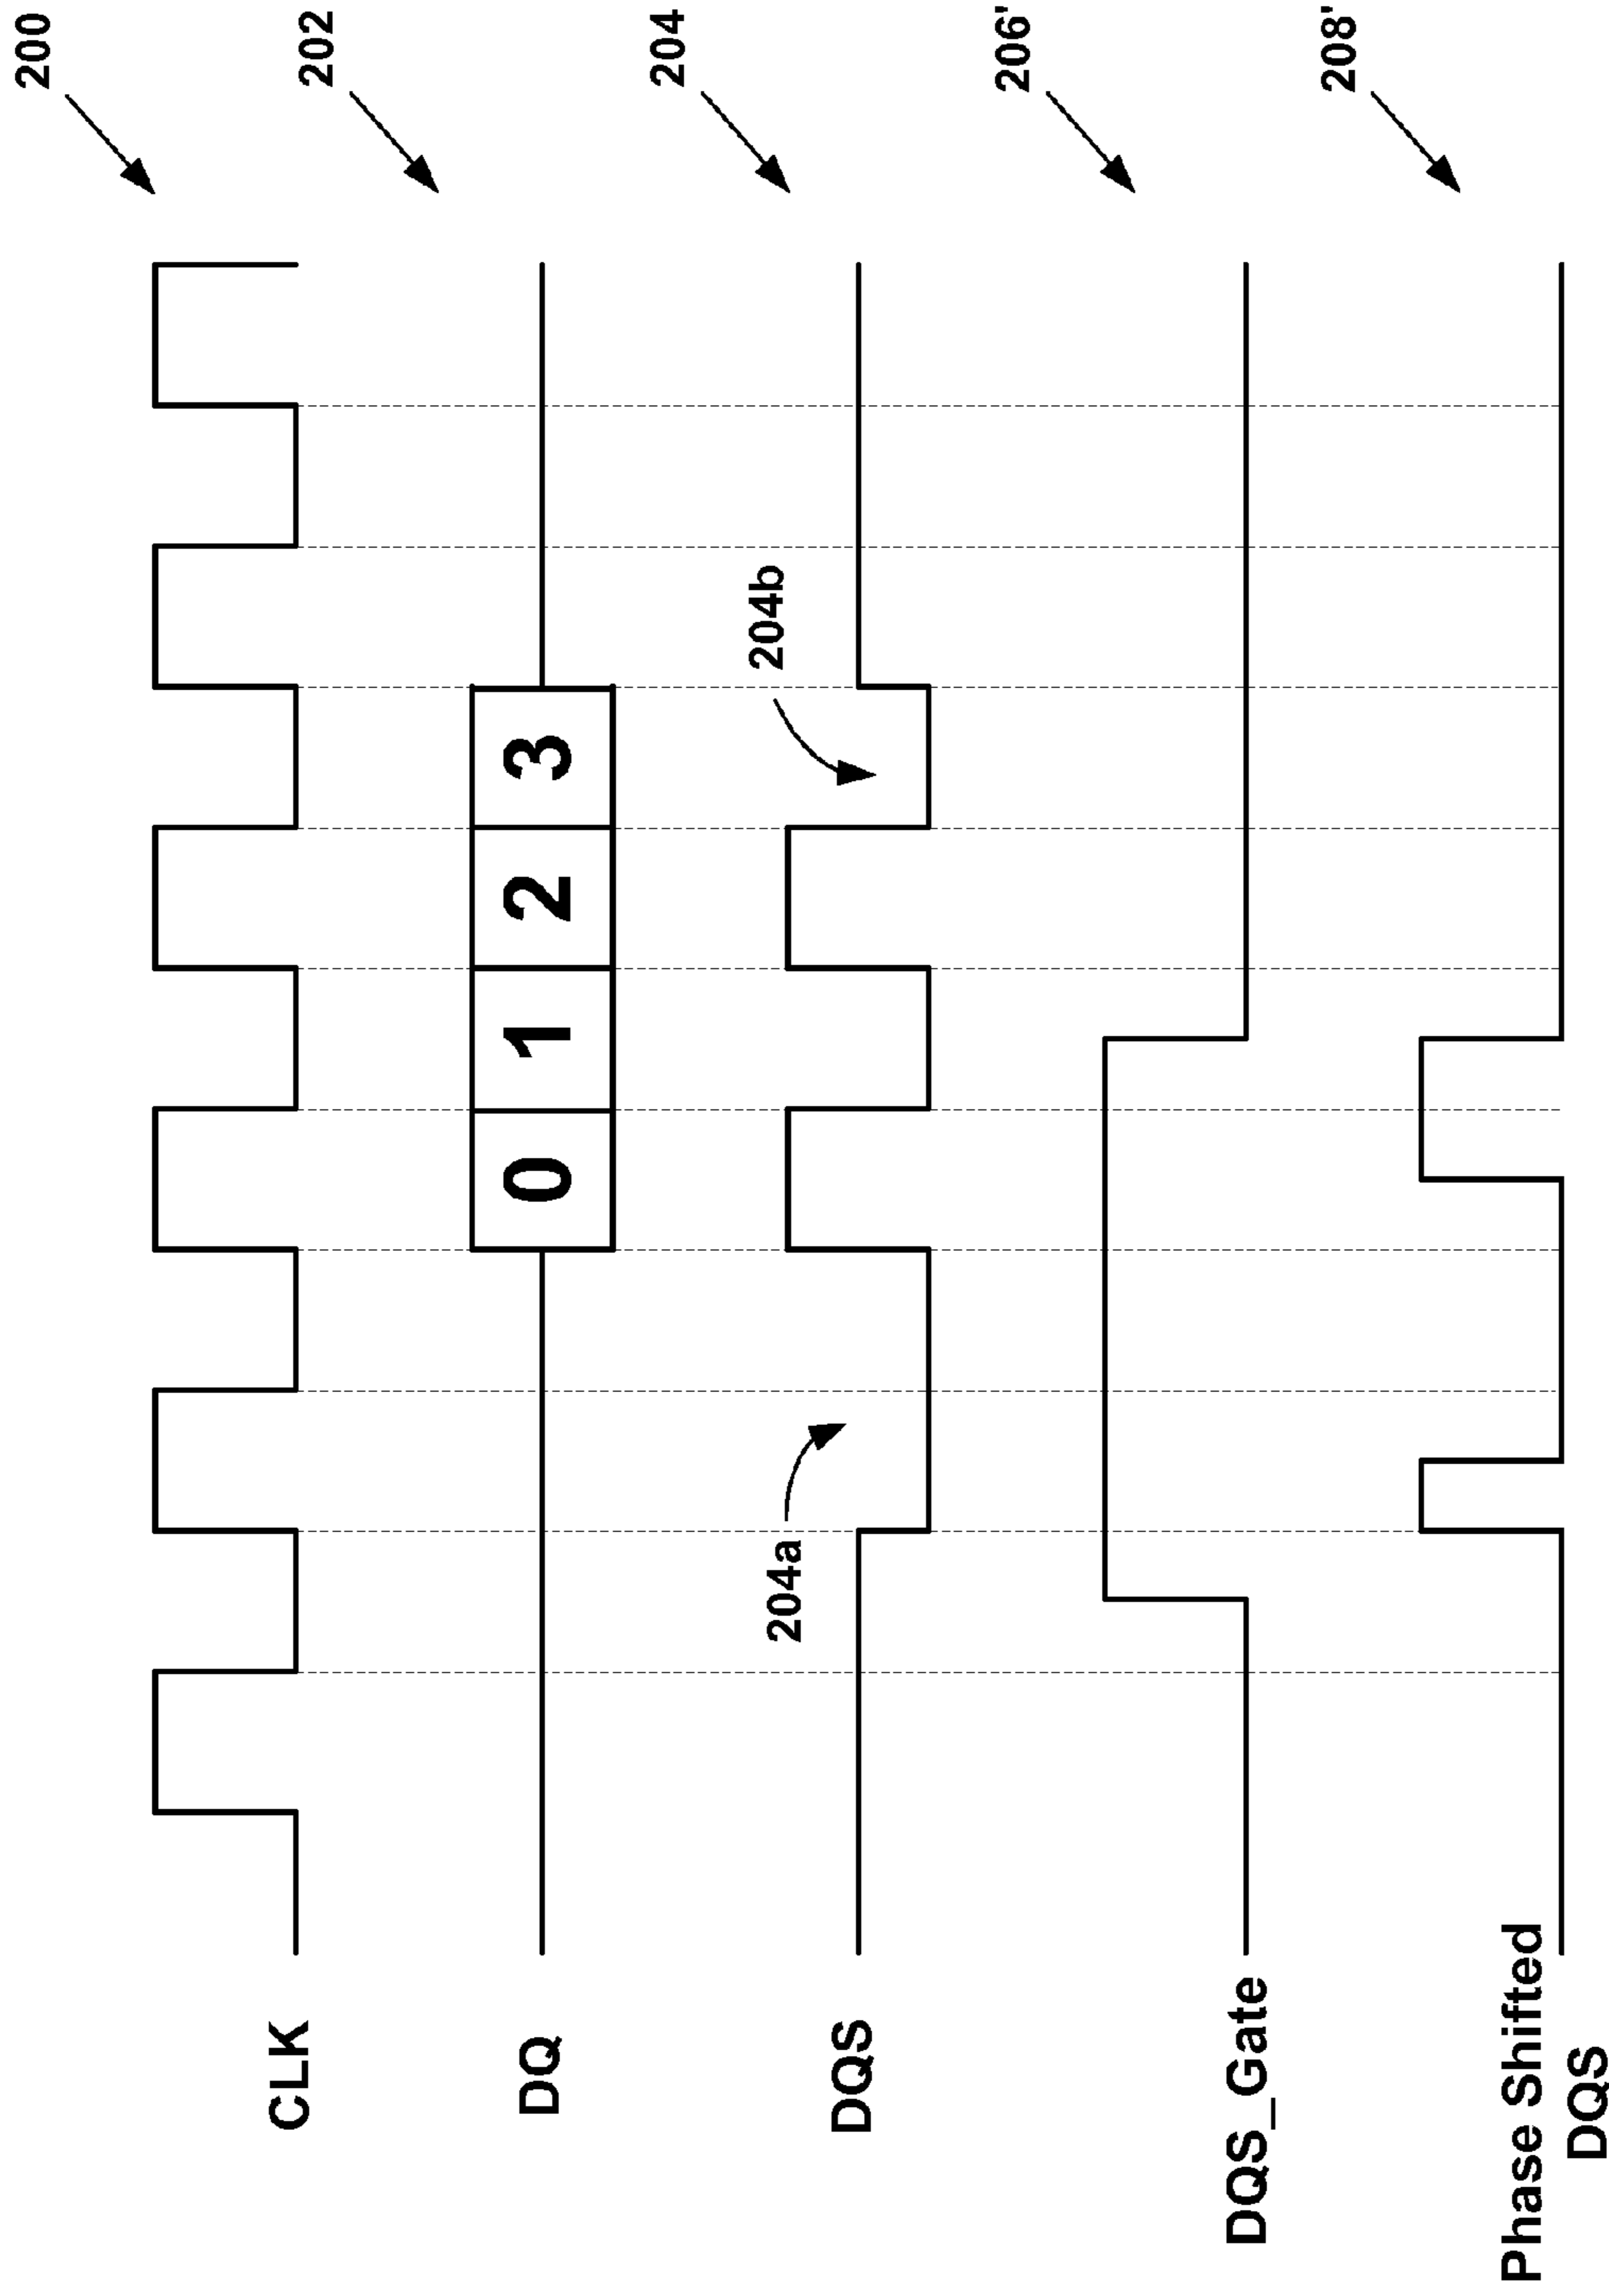 CLK
200
DQ
0 1 2 3
202
DQS
204a
204b
204
DQS_Gate
206'
Phase Shifted
DQS
208'